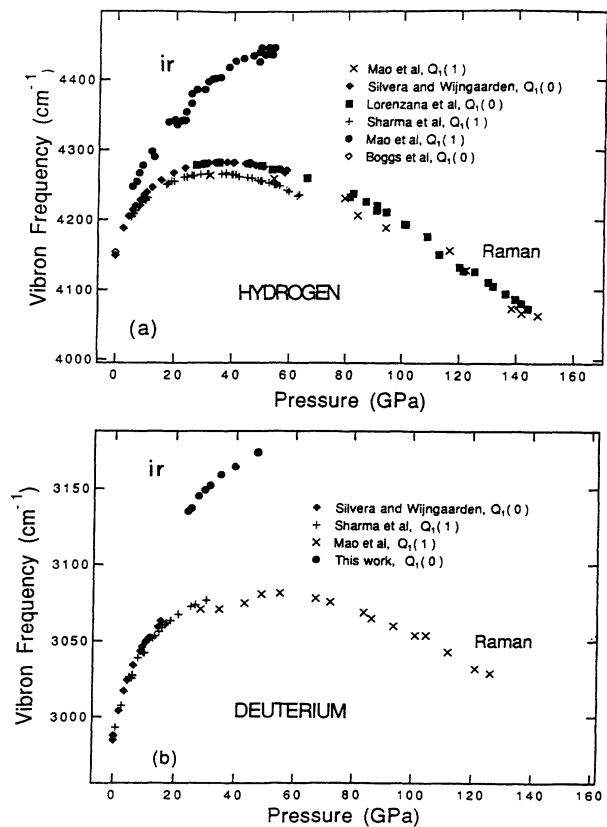 4400
4300
4200
4100
4000
Vibron Frequency (cm⁻¹)
ir
× Mao et al, Q₁(1)
◆ Silvera and Wijngaarden, Q₁(0)
■ Lorenzana et al, Q₁(0)
+ Sharma et al, Q₁(1)
● Mao et al, Q₁(1)
◇ Boggs et al, Q₁(0)
Raman
HYDROGEN
(a)
0 20 40 60 80 100 120 140 160
Pressure (GPa)
3150
3100
3050
3000
Vibron Frequency (cm⁻¹)
ir
◆ Silvera and Wijngaarden, Q₁(0)
+ Sharma et al, Q₁(1)
× Mao et al, Q₁(1)
● This work, Q₁(0)
Raman
DEUTERIUM
(b)
0 20 40 60 80 100 120 140 160
Pressure (GPa)